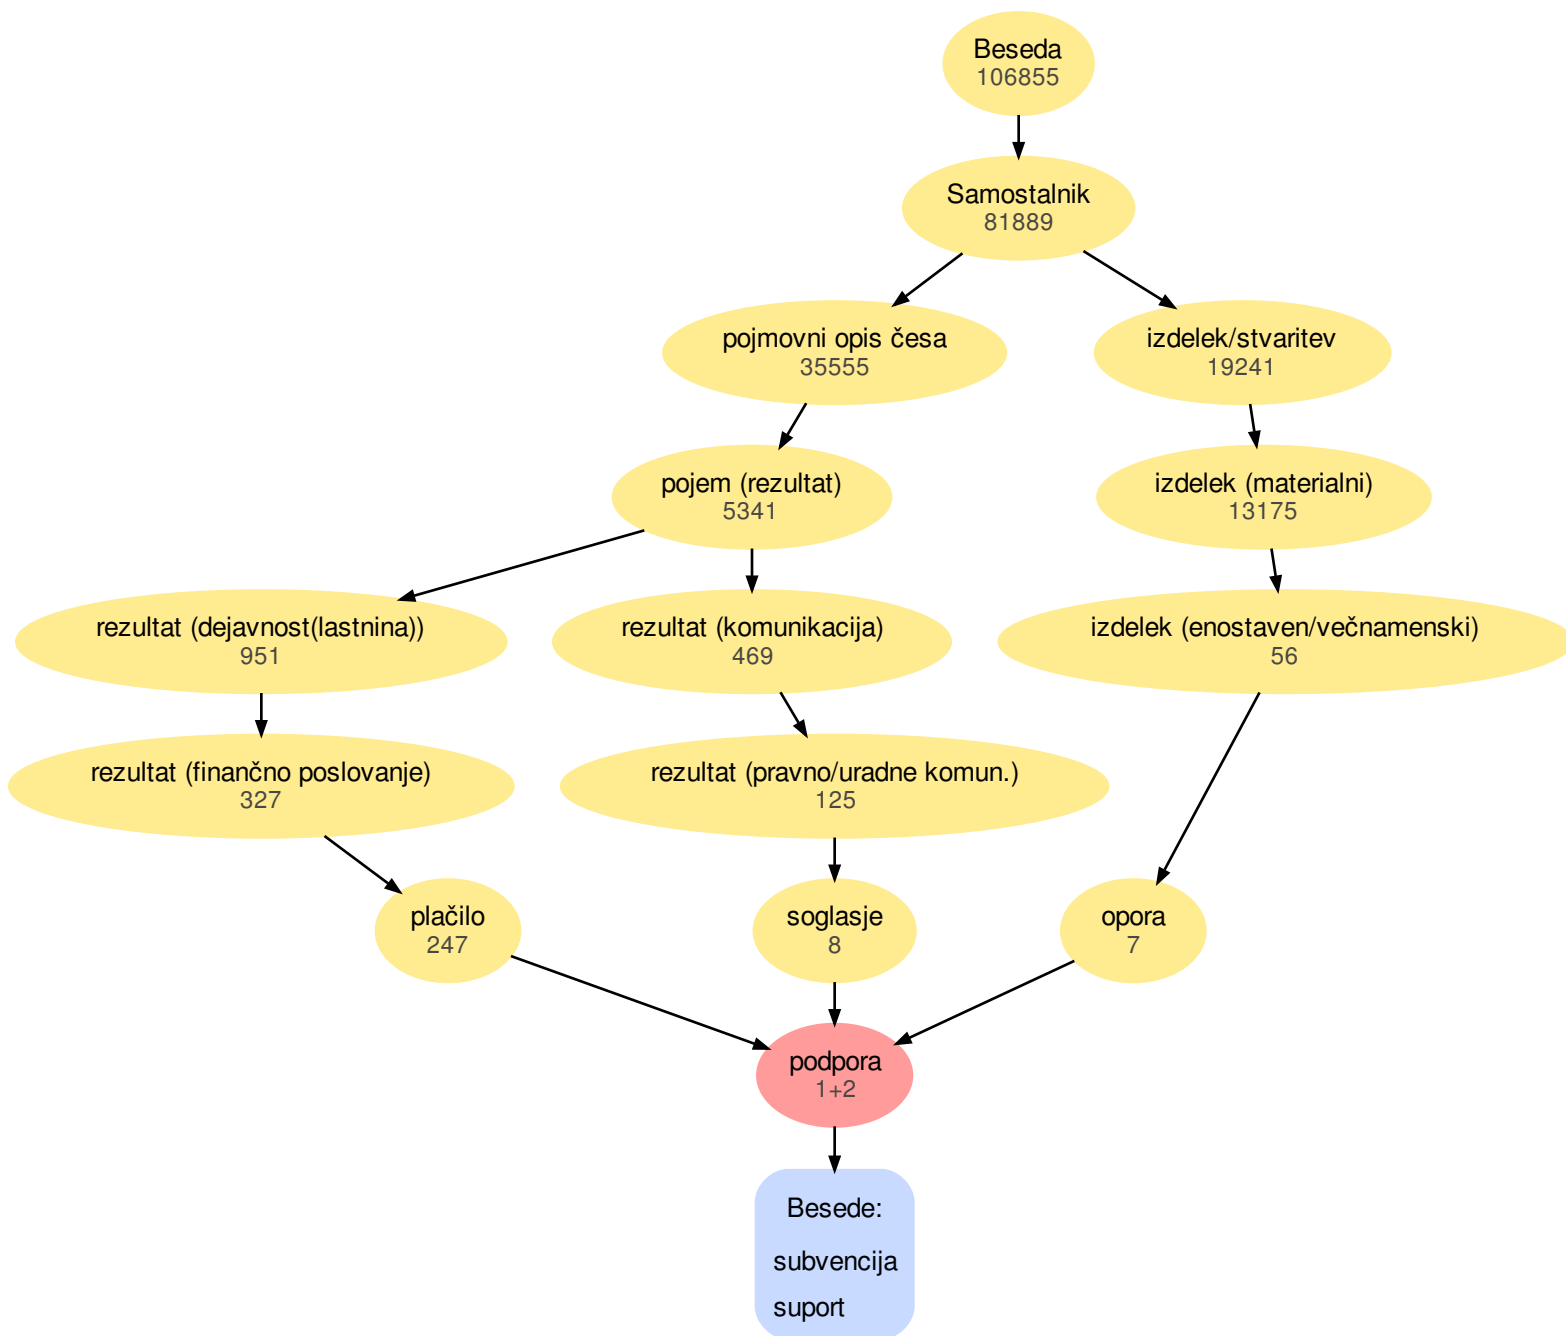 Beseda
106855
Samostalnik
81889
pojmovni opis česa
35555
izdelek/stvaritev
19241
pojem (rezultat)
5341
izdelek (materialni)
13175
rezultat (dejavnost(lastnina))
951
rezultat (komunikacija)
469
izdelek (enostaven/večnamenski)
56
rezultat (finančno poslovanje)
327
rezultat (pravno/uradne komun.)
125
plačilo
247
soglasje
8
opora
7
podpora
1+2
Besede:
subvencija
suport